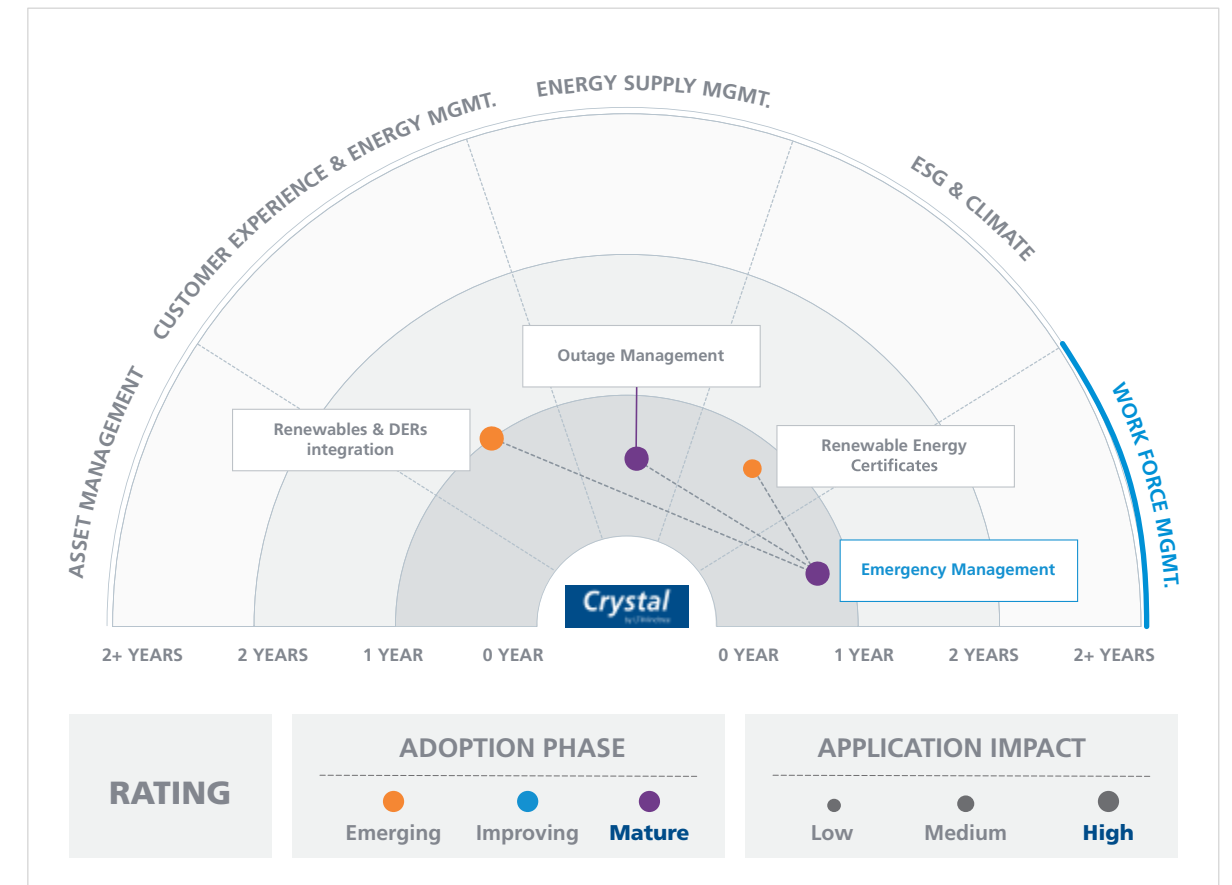 ENERGY SUPPLY MGMT.
CUSTOMER EXPERIENCE & ENERGY MGMT.
ESG & CLIMATE
ASSET MANAGEMENT
WORK FORCE MGMT.
Outage Management
Renewables & DERs
integration
Renewable Energy
Certificates
Emergency Management
Crystal
2+ YEARS
2 YEARS
1 YEAR
0 YEAR
0 YEAR
1 YEAR
2 YEARS
2+ YEARS
RATING
ADOPTION PHASE
Emerging
Improving
Mature
APPLICATION IMPACT
Low
Medium
High